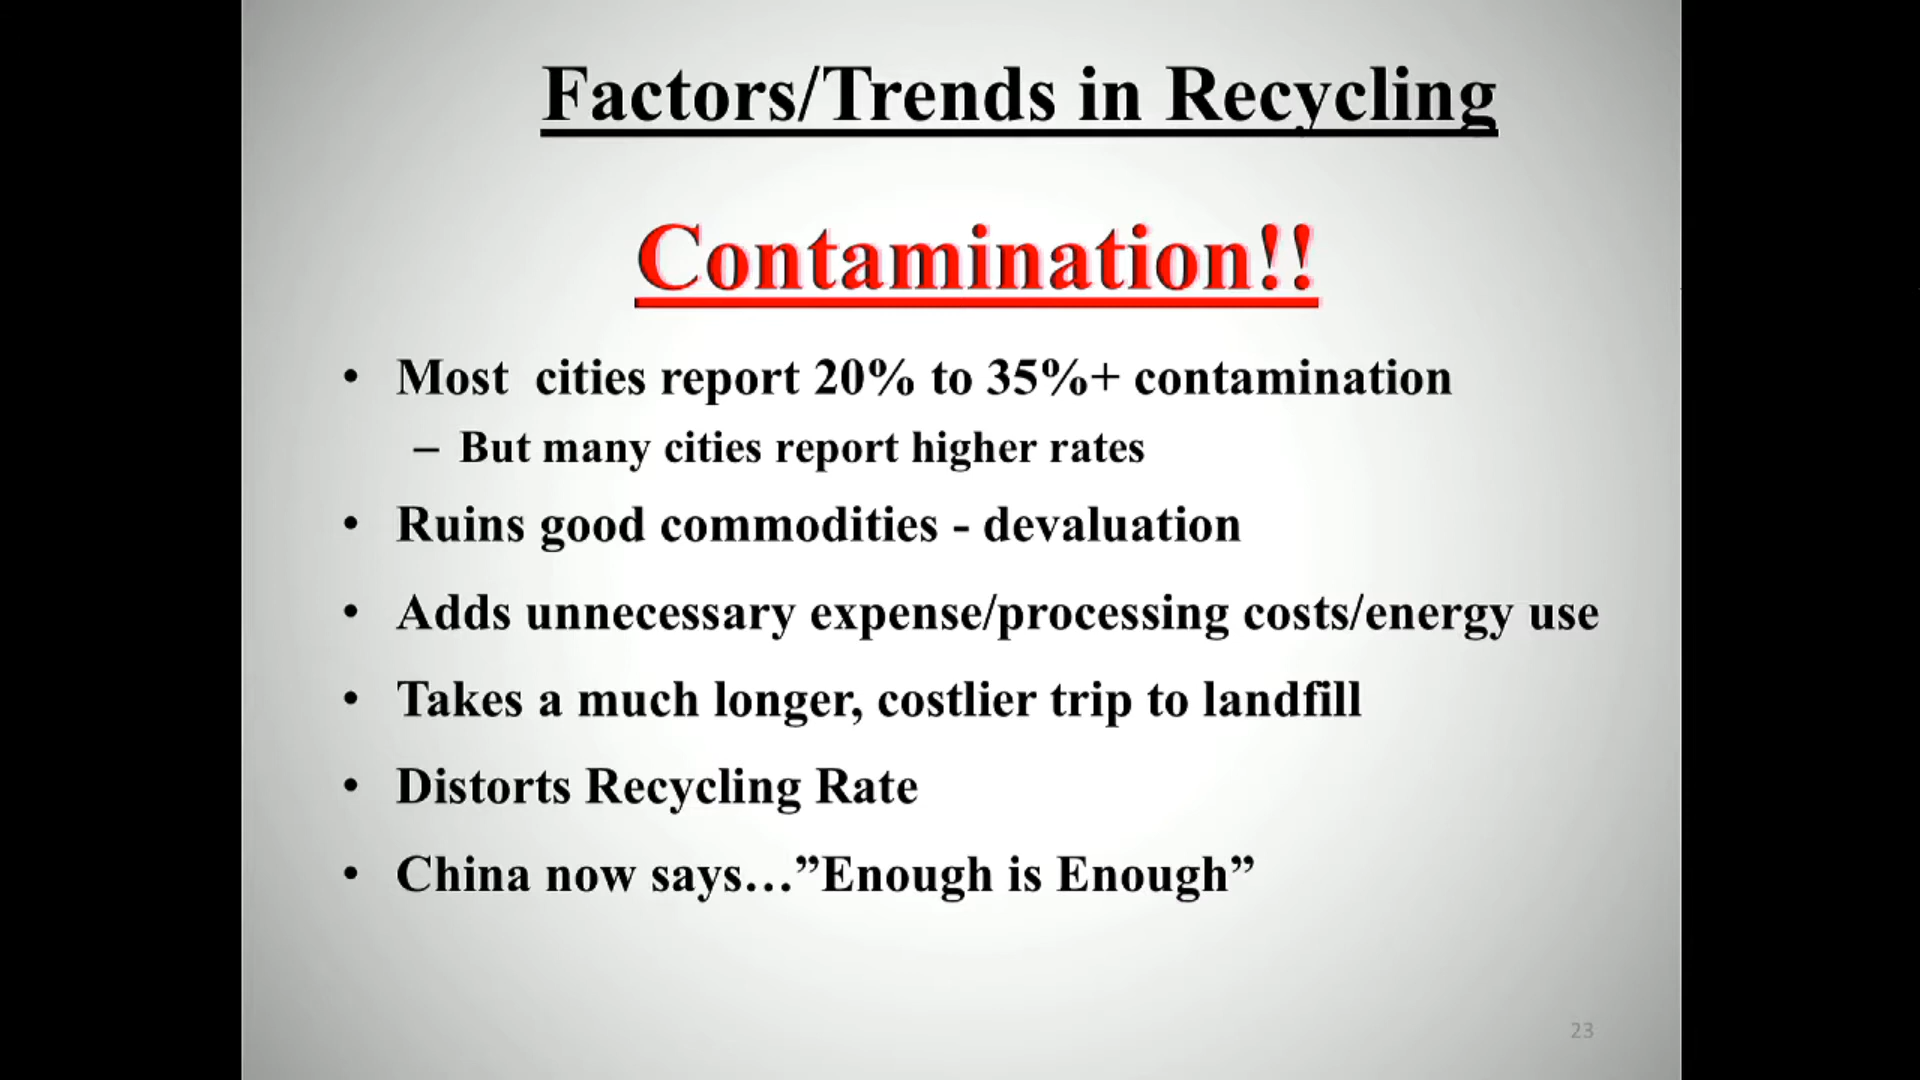 Factors/Trends in Recycling
Contamination!!
• Most cities report 20% to 35%+ contamination
– But many cities report higher rates
• Ruins good commodities - devaluation
• Adds unnecessary expense/processing costs/energy use
• Takes a much longer, costlier trip to landfill
• Distorts Recycling Rate
• China now says…”Enough is Enough”
23